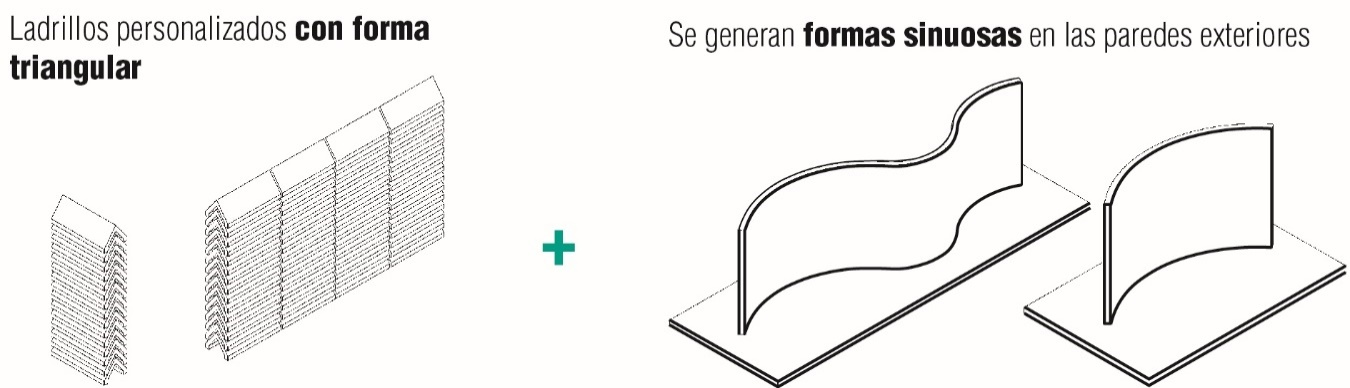 Ladrillos personalizados con forma
triangular
Se generan formas sinuosas en las paredes exteriores